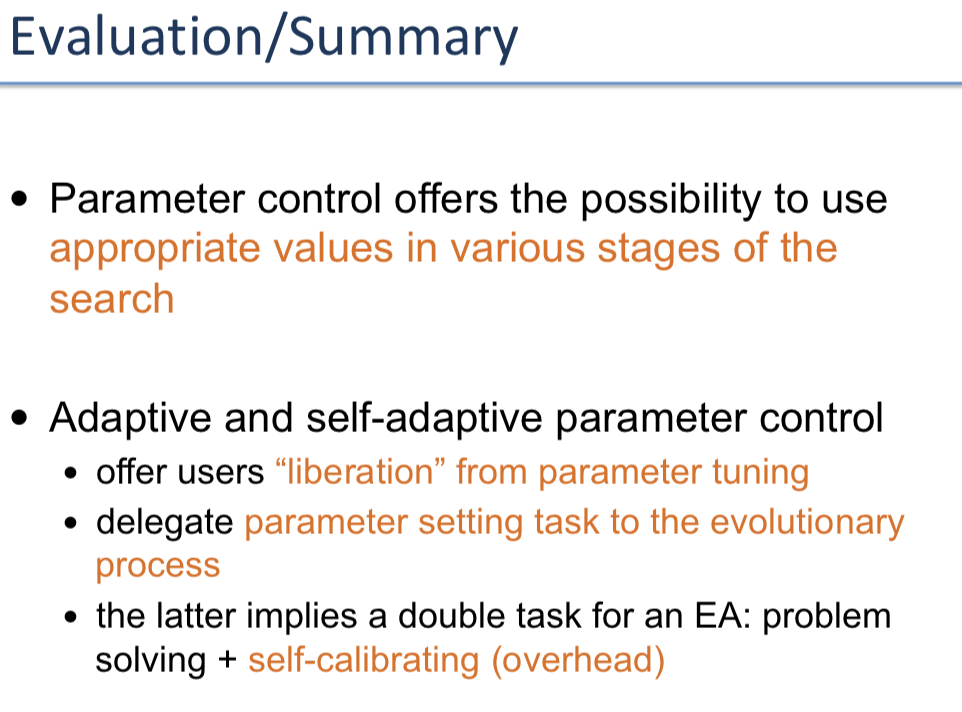 Evaluation/Summary
• Parameter control offers the possibility to use
appropriate values in various stages of the
search
• Adaptive and self-adaptive parameter control
• offer users “liberation” from parameter tuning
• delegate parameter setting task to the evolutionary
process
• the latter implies a double task for an EA: problem
solving + self-calibrating (overhead)